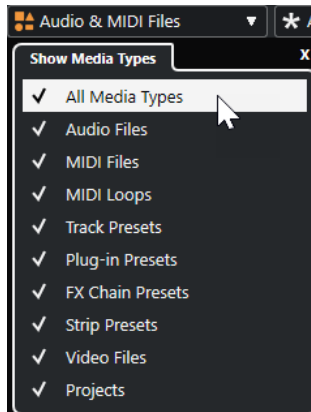 Audio & MIDI Files
Show Media Types X
All Media Types
Audio Files
MIDI Files
MIDI Loops
Track Presets
Plug-in Presets
FX Chain Presets
Strip Presets
Video Files
Projects